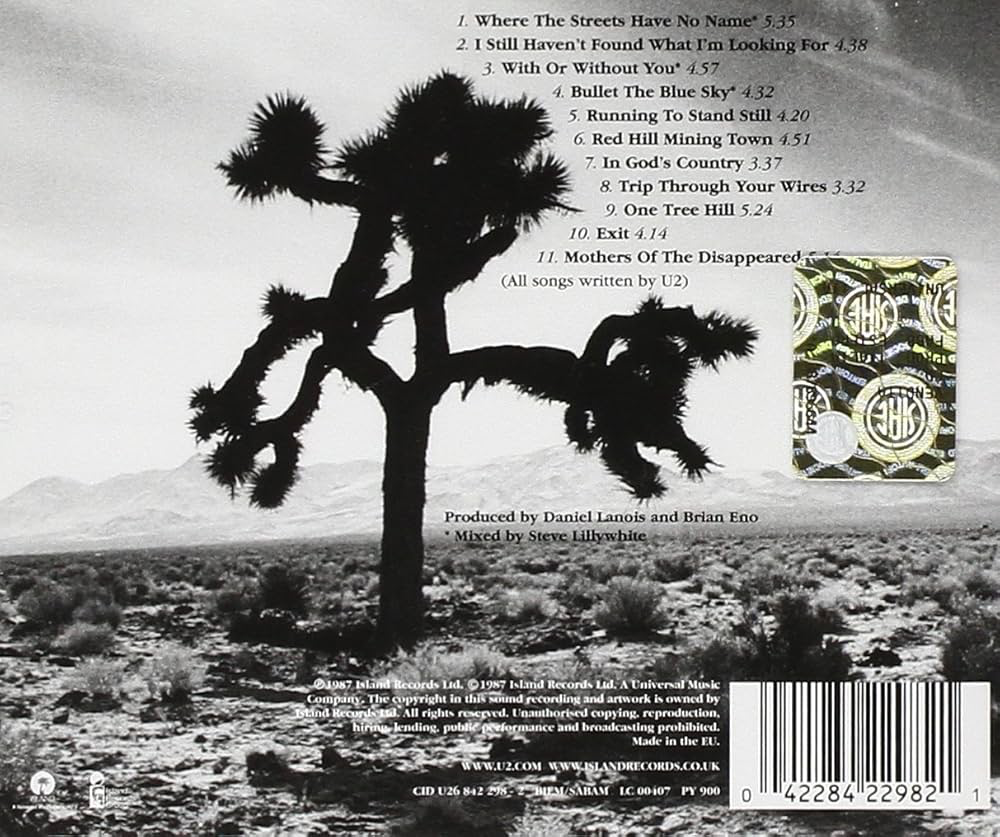 1. Where The Streets Have No Name* 5.35
2. I Still Haven't Found What I'm Looking For 4.38
3. With Or Without You* 4.57
4. Bullet The Blue Sky* 4.32
5. Running To Stand Still 4.20
6. Red Hill Mining Town 4.51
7. In God's Country 3.37
8. Trip Through Your Wires 3.32
9. One Tree Hill 5.24
10. Exit 4.14
11. Mothers Of The Disappeared
(All songs written by U2)
SIAE
SIAE
Produced by Daniel Lanois and Brian Eno
* Mixed by Steve Lillywhite
℗1987 Island Records Ltd. ©1987 Island Records Ltd. A Universal Music
Company. The copyright in this sound recording and artwork is owned by
Island Records Ltd. All rights reserved. Unauthorised copying, reproduction,
hiring, lending, public performance and broadcasting prohibited.
Made in the EU.
WWW.U2.COM WWW.ISLANDRECORDS.CO.UK
CID U26 842 298 - 2 BIEM/SABAM LC 00407 PY 900
ISLAND
0 42284 22982 1